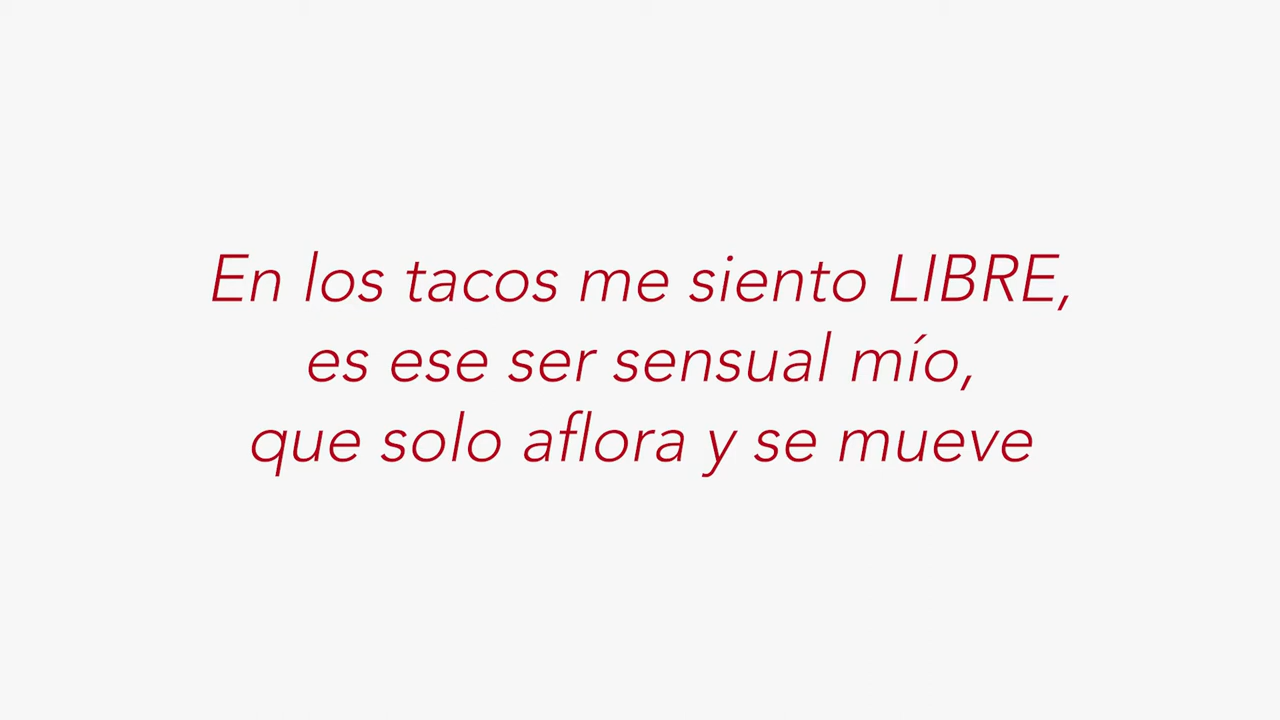 En los tacos me siento LIBRE,
es ese ser sensual mío,
que solo aflora y se mueve